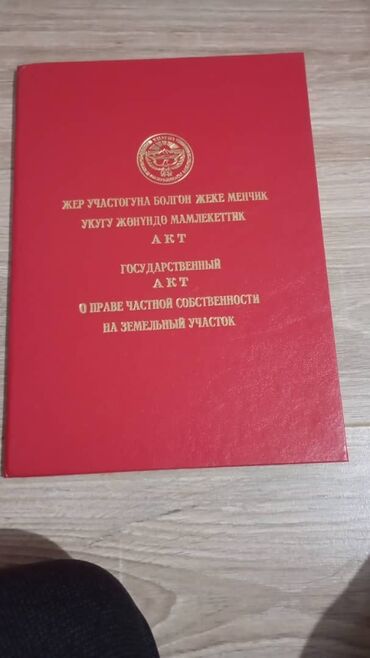 ЖЕР УЧАСТОГУНА БОЛГОН ЖЕКЕ МЕНЧИК
УКУГУ ЖӨНҮНДӨ МАМЛЕКЕТТИК
АКТ
ГОСУДАРСТВЕННЫЙ
АКТ
О ПРАВЕ ЧАСТНОЙ СОБСТВЕННОСТИ
НА ЗЕМЕЛЬНЫЙ УЧАСТОК